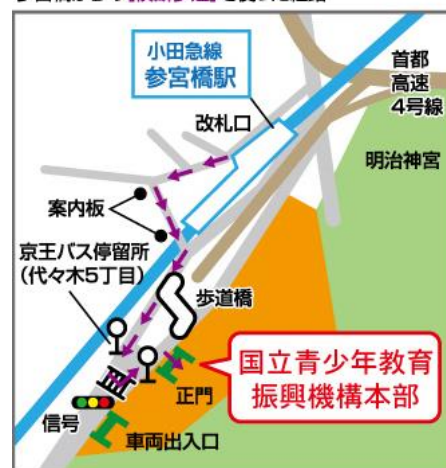 小田急線
参宮橋駅
首都
高速
4号線
改札口
明治神宮
案内板
京王バス停留所
(代々木5丁目)
歩道橋
国立青少年教育
振興機構本部
正門
信号
車両出入口